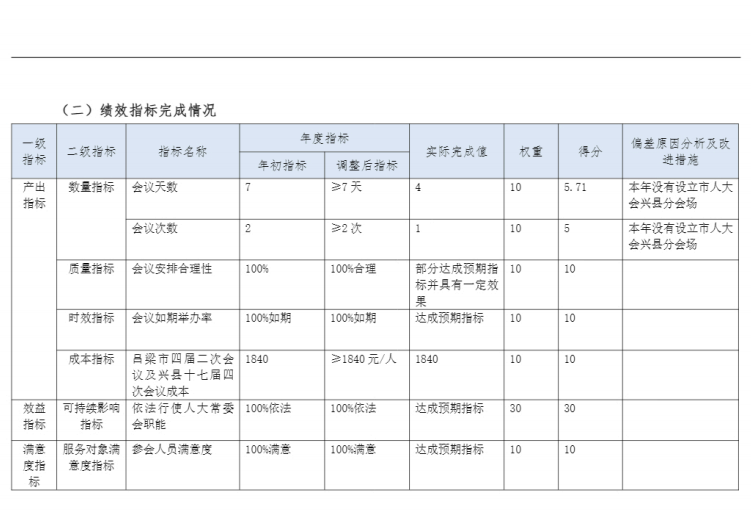 （二）绩效指标完成情况
一级指标 二级指标 指标名称 年度指标 实际完成值 权重 得分 偏差原因分析及改进措施
年初指标 调整后指标
产出指标 数量指标 会议天数 7 ≥7 天 4 10 5.71 本年没有设立市人大会兴县分会场
会议次数 2 ≥2 次 1 10 5 本年没有设立市人大会兴县分会场
质量指标 会议安排合理性 100% 100%合理 部分达成预期指标并具有一定效果 10 10
时效指标 会议如期举办率 100%如期 100%如期 达成预期指标 10 10
成本指标 吕梁市四届二次会议及兴县十七届四次会议成本 1840 ≥1840 元/人 1840 10 10
效益指标 可持续影响指标 依法行使人大常委会职能 100%依法 100%依法 达成预期指标 30 30
满意度指标 服务对象满意度指标 参会人员满意度 100%满意 100%满意 达成预期指标 10 10